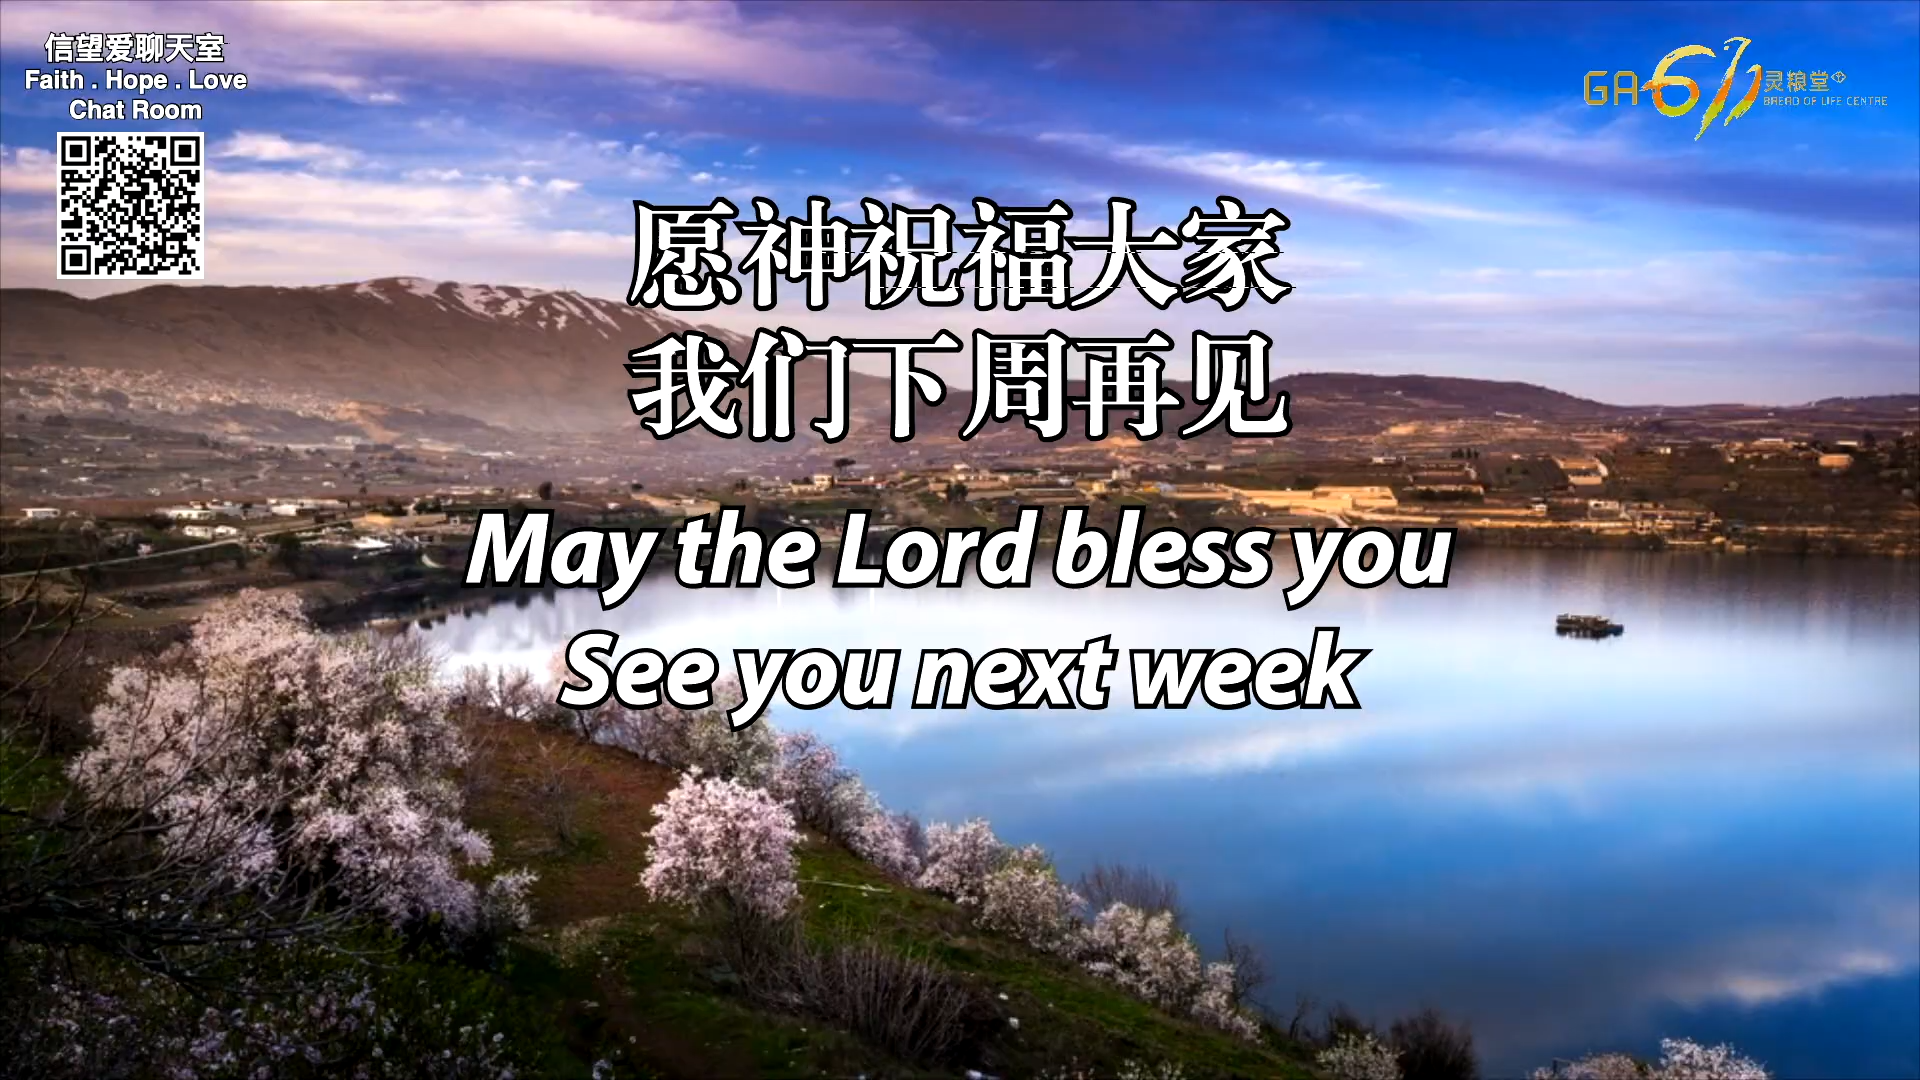 信望爱聊天室
Faith . Hope . Love
Chat Room
GA 611 灵粮堂
BREAD OF LIFE CENTRE
愿神祝福大家
我们下周再见
May the Lord bless you
See you next week